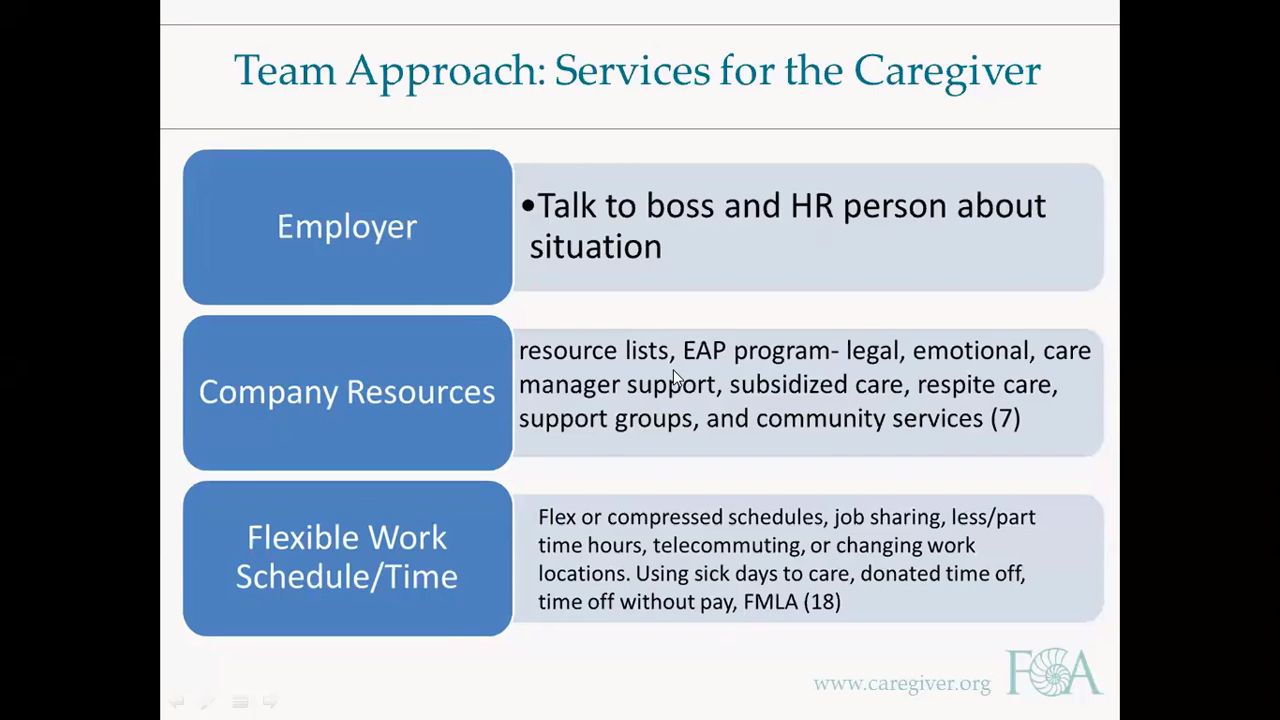 Team Approach: Services for the Caregiver
Employer
•Talk to boss and HR person about
situation
Company Resources
resource lists, EAP program- legal, emotional, care
manager support, subsidized care, respite care,
support groups, and community services (7)
Flexible Work
Schedule/Time
Flex or compressed schedules, job sharing, less/part
time hours, telecommuting, or changing work
locations. Using sick days to care, donated time off,
time off without pay, FMLA (18)
www.caregiver.org
FCA